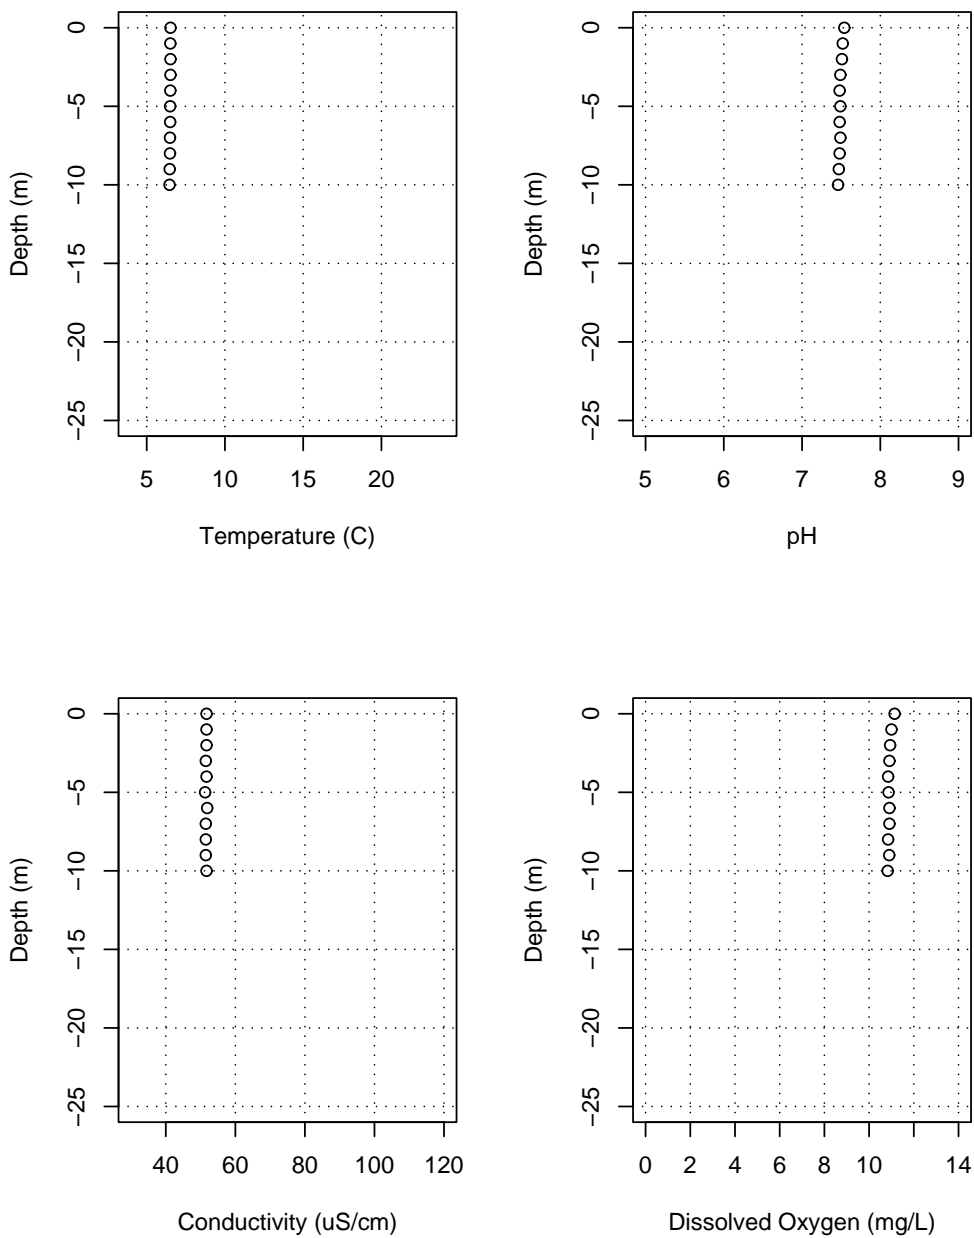 0
−5
−10
−15
−20
−25
Depth (m)
5 10 15 20
Temperature (C)
0
−5
−10
−15
−20
−25
Depth (m)
5 6 7 8 9
pH
0
−5
−10
−15
−20
−25
Depth (m)
40 60 80 100 120
Conductivity (uS/cm)
0
−5
−10
−15
−20
−25
Depth (m)
0 2 4 6 8 10 14
Dissolved Oxygen (mg/L)